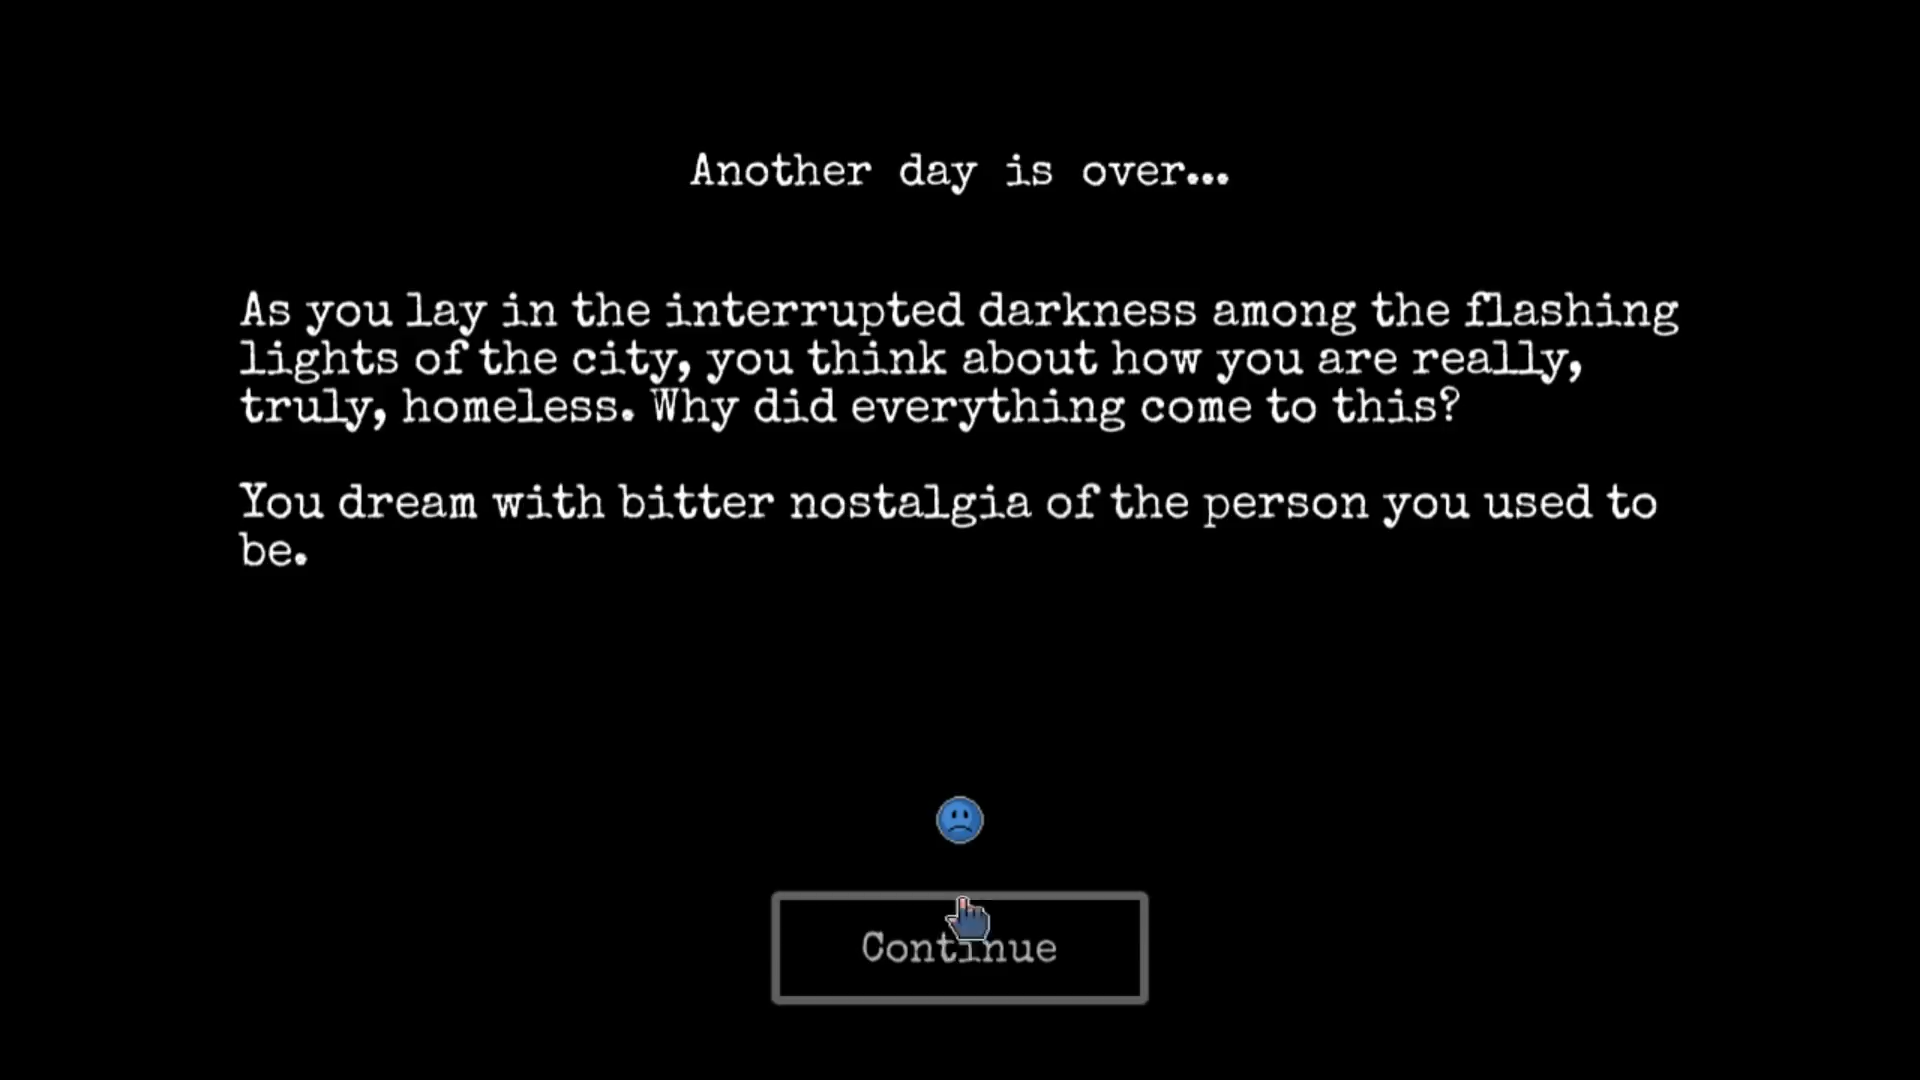 Another day is over...
As you lay in the interrupted darkness among the flashing
lights of the city, you think about how you are really,
truly, homeless. Why did everything come to this?
You dream with bitter nostalgia of the person you used to
be.
Continue